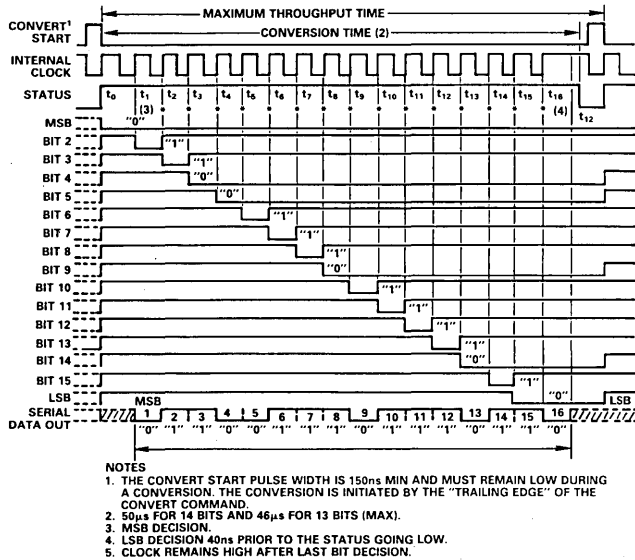 MAXIMUM THROUGHPUT TIME
CONVERT¹ START
CONVERSION TIME (2)
INTERNAL CLOCK
STATUS
t0 t1 t2 t3 t4 t5 t6 t7 t8 t9 t10 t11 t12 t13 t14 t15 t16
(3) (4) t12
MSB "0"
BIT 2 "1"
BIT 3 "1"
BIT 4 "0"
BIT 5 "0"
BIT 6 "1"
BIT 7 "1"
BIT 8 "1"
BIT 9 "0"
BIT 10 "1"
BIT 11 "1"
BIT 12 "1"
BIT 13 "1"
BIT 14 "0"
BIT 15 "1"
LSB "0" LSB
MSB
SERIAL DATA OUT
1 2 3 4 5 6 7 8 9 10 11 12 13 14 15 16
"0" "1" "1" "0" "0" "1" "1" "1" "0" "1" "1" "1" "0" "1" "1" "0"
NOTES
1. THE CONVERT START PULSE WIDTH IS 150ns MIN AND MUST REMAIN LOW DURING
A CONVERSION. THE CONVERSION IS INITIATED BY THE "TRAILING EDGE" OF THE
CONVERT COMMAND.
2. 50μs FOR 14 BITS AND 46μs FOR 13 BITS (MAX).
3. MSB DECISION.
4. LSB DECISION 40ns PRIOR TO THE STATUS GOING LOW.
5. CLOCK REMAINS HIGH AFTER LAST BIT DECISION.